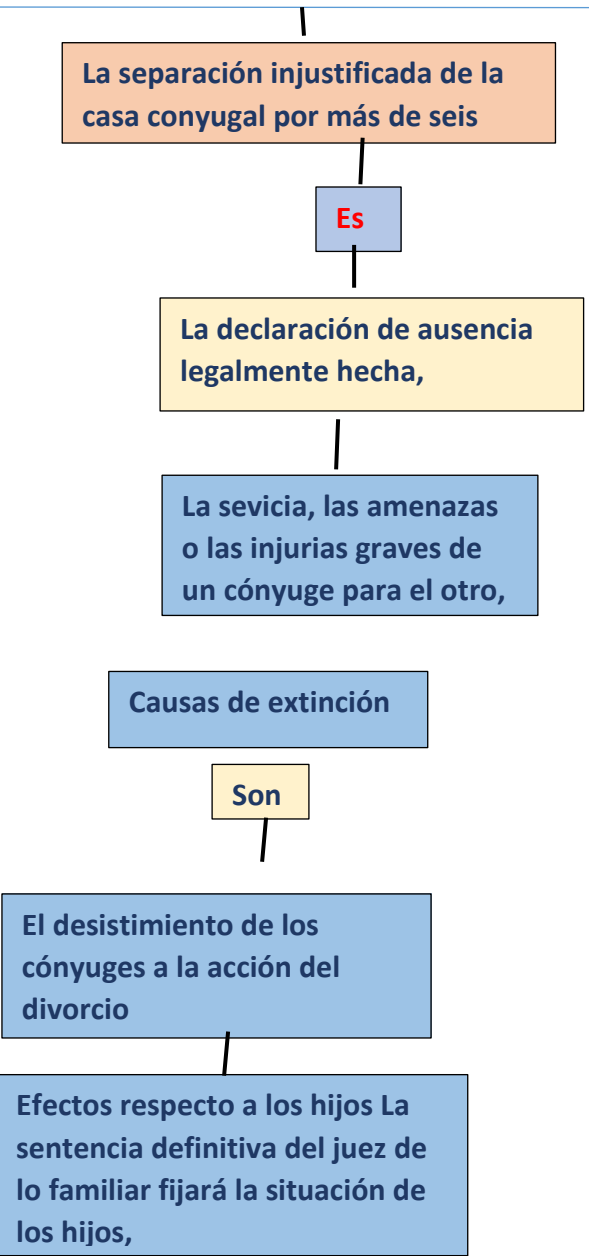 La separación injustificada de la
casa conyugal por más de seis
Es
La declaración de ausencia
legalmente hecha,
La sevicia, las amenazas
o las injurias graves de
un cónyuge para el otro,
Causas de extinción
Son
El desistimiento de los
cónyuges a la acción del
divorcio
Efectos respecto a los hijos La
sentencia definitiva del juez de
lo familiar fijará la situación de
los hijos,